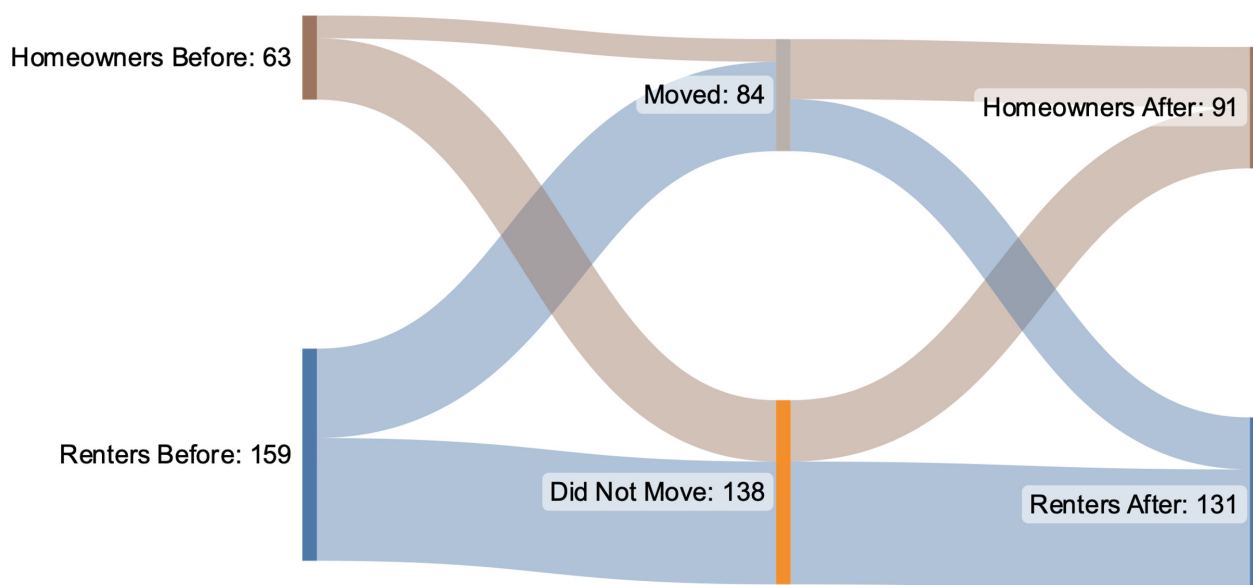 Homeowners Before: 63
Moved: 84
Homeowners After: 91
Renters Before: 159
Did Not Move: 138
Renters After: 131